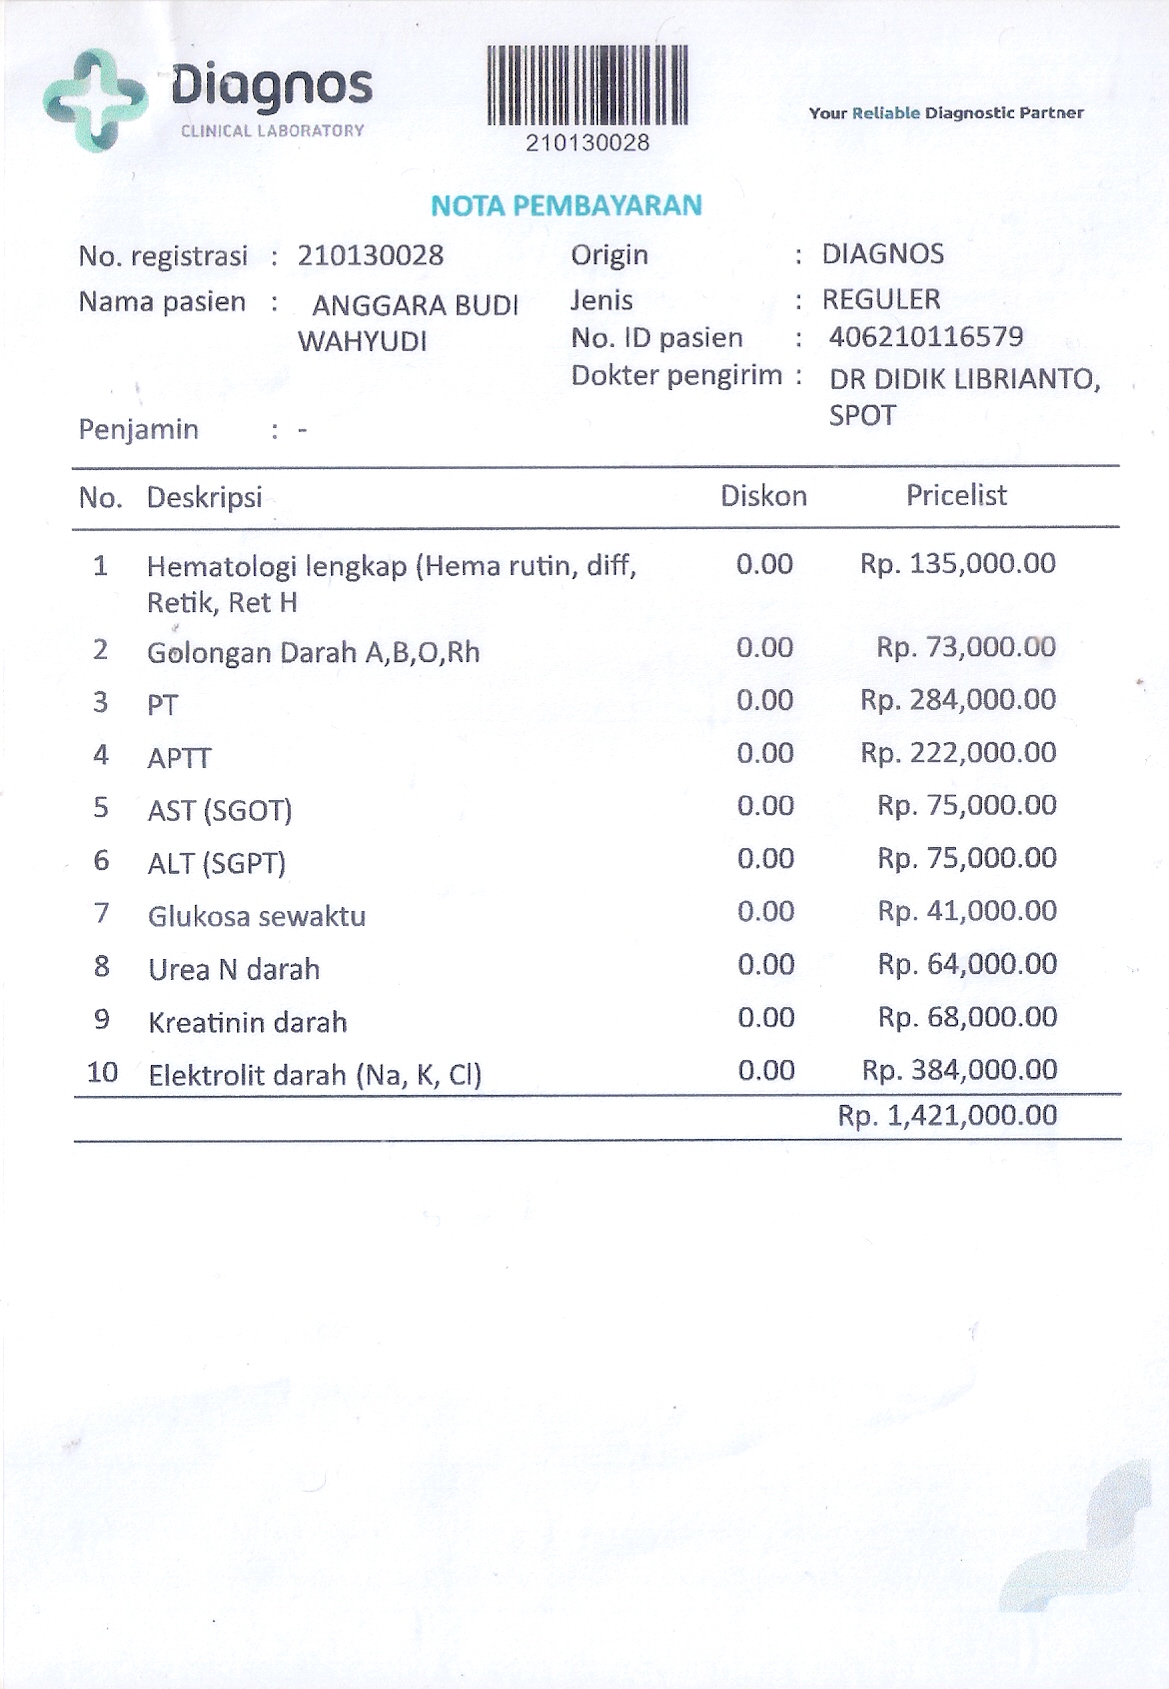 Diagnos
CLINICAL LABORATORY
210130028
Your Reliable Diagnostic Partner
NOTA PEMBAYARAN
No. registrasi : 210130028
Origin : DIAGNOS
Nama pasien : ANGGARA BUDI
WAHYUDI
Jenis : REGULER
No. ID pasien : 406210116579
Dokter pengirim : DR DIDIK LIBRIANTO,
SPOT
Penjamin : -
No. Deskripsi Diskon Pricelist
1 Hematologi lengkap (Hema rutin, diff, 0.00 Rp. 135,000.00
Retik, Ret H
2 Golongan Darah A,B,O,Rh 0.00 Rp. 73,000.00
3 PT 0.00 Rp. 284,000.00
4 APTT 0.00 Rp. 222,000.00
5 AST (SGOT) 0.00 Rp. 75,000.00
6 ALT (SGPT) 0.00 Rp. 75,000.00
7 Glukosa sewaktu 0.00 Rp. 41,000.00
8 Urea N darah 0.00 Rp. 64,000.00
9 Kreatinin darah 0.00 Rp. 68,000.00
10 Elektrolit darah (Na, K, Cl) 0.00 Rp. 384,000.00
Rp. 1,421,000.00